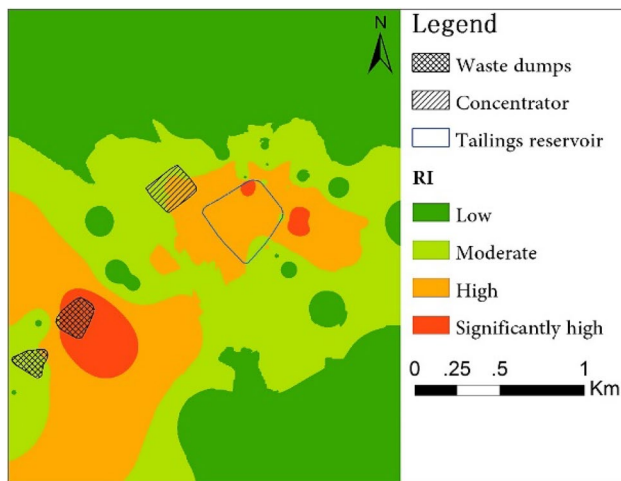 N
Legend
Waste dumps
Concentrator
Tailings reservoir
RI
Low
Moderate
High
Significantly high
0 .25 .5 1
Km